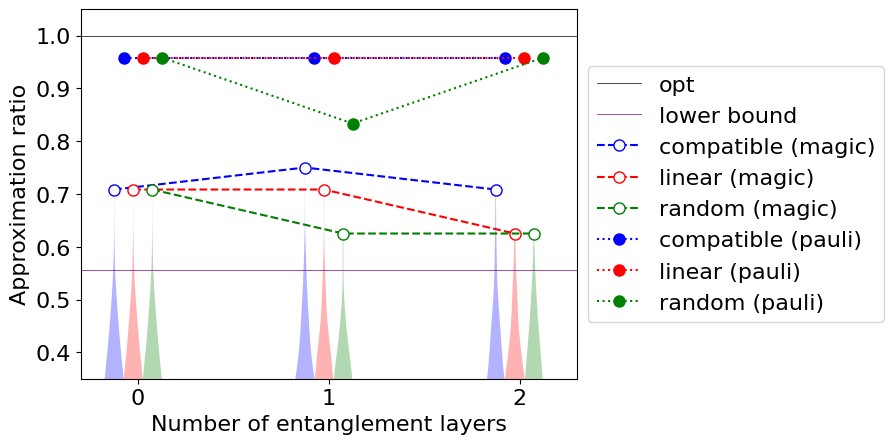 1.0
0.9
0.8
0.7
0.6
0.5
0.4
Approximation ratio
0 1 2
Number of entanglement layers
opt
lower bound
compatible (magic)
linear (magic)
random (magic)
compatible (pauli)
linear (pauli)
random (pauli)